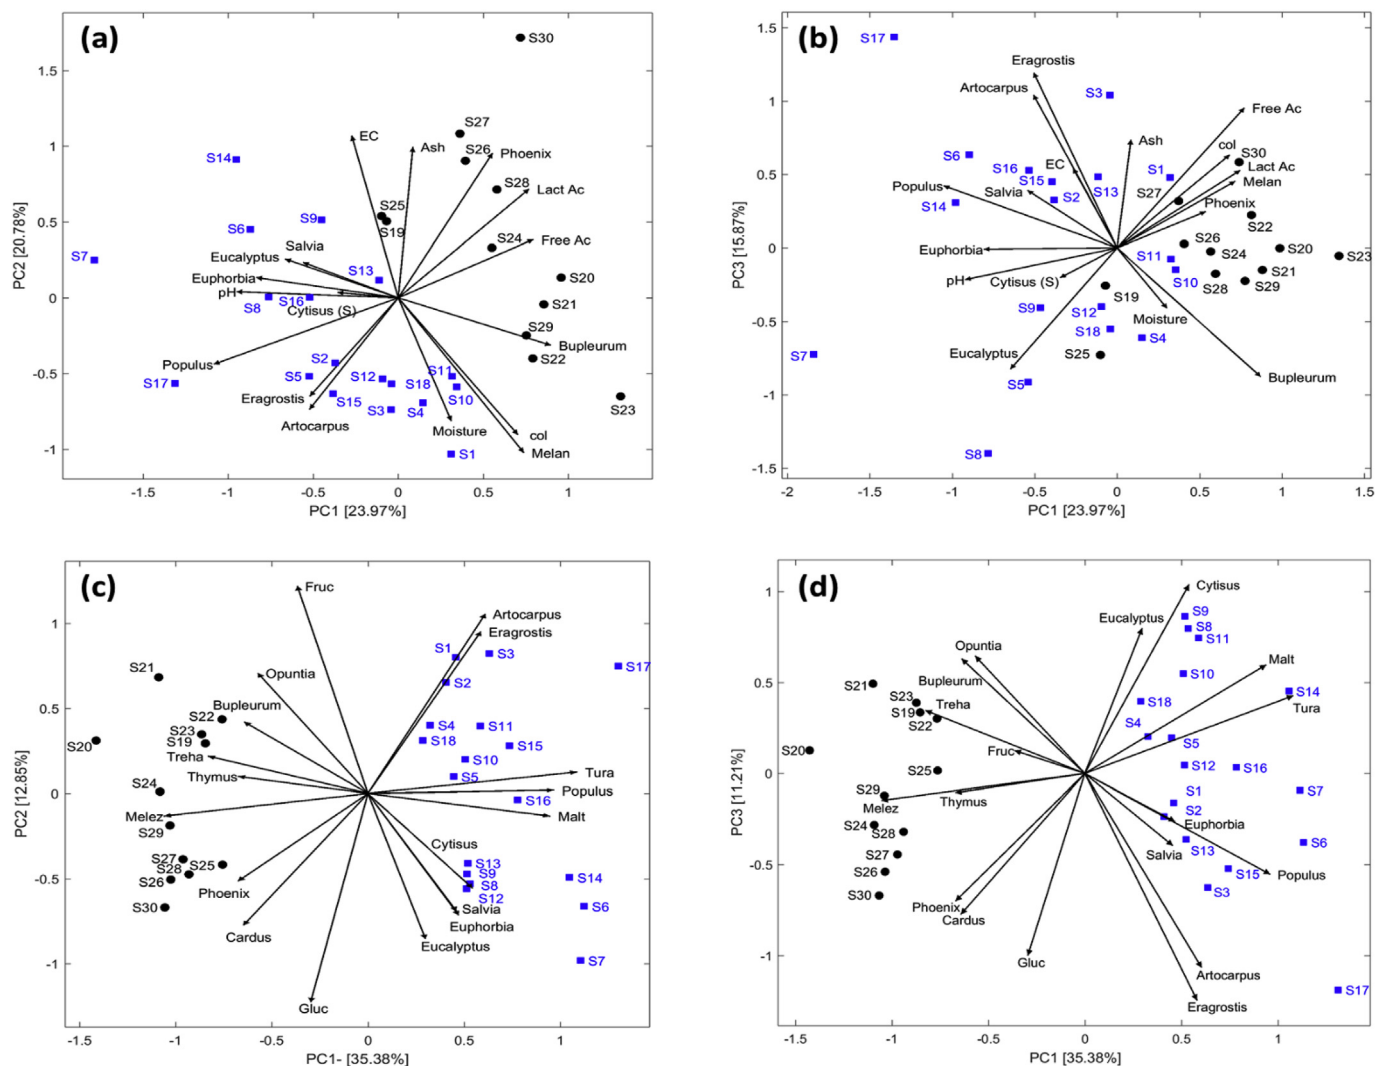 (a)
S30
1.5
S27
EC
1
Ash
S26
Phoenix
S14
S28
Lact Ac
S25
0.5
S9
S19
S6
S24
Free Ac
Salvia
S7
Eucalyptus
S13
S20
Euphorbia
pH
0
S8
S16
Cytisus (S)
S21
S29
Bupleurum
S2
S22
Populus
S11
-0.5
S17
S5
S12
S18
S10
Eragrostis
S15
S3
S4
S23
Artocarpus
Moisture
col
-1
S1
Melan
-1.5 -1 -0.5 0 0.5 1
PC1 [23.97%]
PC2 [20.78%]
(b)
1.5
S17
Eragrostis
Artocarpus
S3
1
Free Ac
Ash
col
S6
S30
EC
S16
S1
Lact Ac
0.5
S15
S13
Melan
Populus
Salvia
S2
S27
S14
Phoenix
S22
S26
Euphorbia
S24
S20
S23
0
S11
pH
Cytisus (S)
S10
S21
S19
S28
S29
S9
S12
Moisture
-0.5
S18
S4
Eucalyptus
S7
S25
Bupleurum
S5
-1
S8
-1.5
-2 -1.5 -1 -0.5 0 0.5 1 1.5
PC1 [23.97%]
PC3 [15.87%]
(c)
Fruc
Artocarpus
1
Eragrostis
S1
S3
S21
Opuntia
S17
S2
Bupleurum
0.5
S22
S23
S4
S11
S20
S19
S18
S15
Treha
S10
Thymus
S5
Tura
S24
Populus
0
Melez
S16
Malt
S29
Cytisus
S27
S25
S13
S28
S9
S14
-0.5
S26
Phoenix
S8
S12
S30
Salvia
S6
Cardus
Euphorbia
Eucalyptus
S7
-1
Gluc
-1.5 -1 -0.5 0 0.5 1
PC1- [35.38%]
PC2 [12.85%]
(d)
1
Cytisus
S9
Eucalyptus
S8
S11
Opuntia
Malt
Bupleurum
S10
0.5
S21
S23
Treha
S18
S14
S19
Tura
S22
S4
S20
Fruc
S5
S25
S12
S16
0
S29
Melez
Thymus
S1
S7
S24
S2
S28
Euphorbia
S6
S27
Salvia
S13
-0.5
S26
S15
Populus
S30
Phoenix
S3
Cardus
Gluc
-1
Artocarpus
S17
Eragrostis
-1.5 -1 -0.5 0 0.5 1
PC1 [35.38%]
PC3 [11.21%]